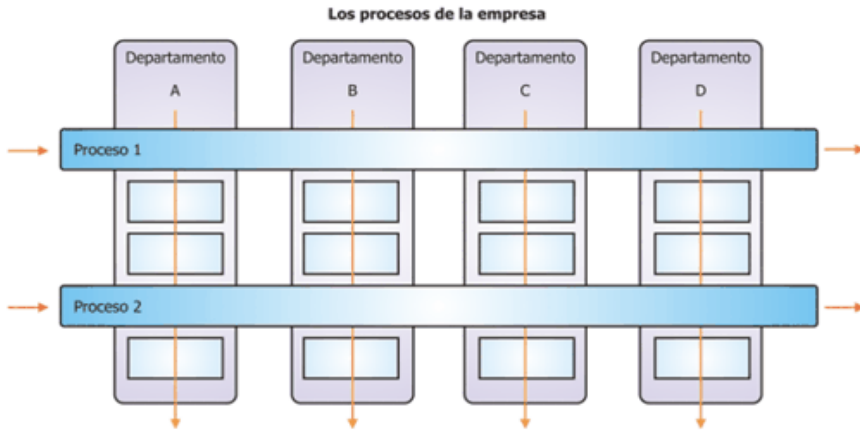 Los procesos de la empresa
Departamento
A
Departamento
B
Departamento
C
Departamento
D
Proceso 1
Proceso 2